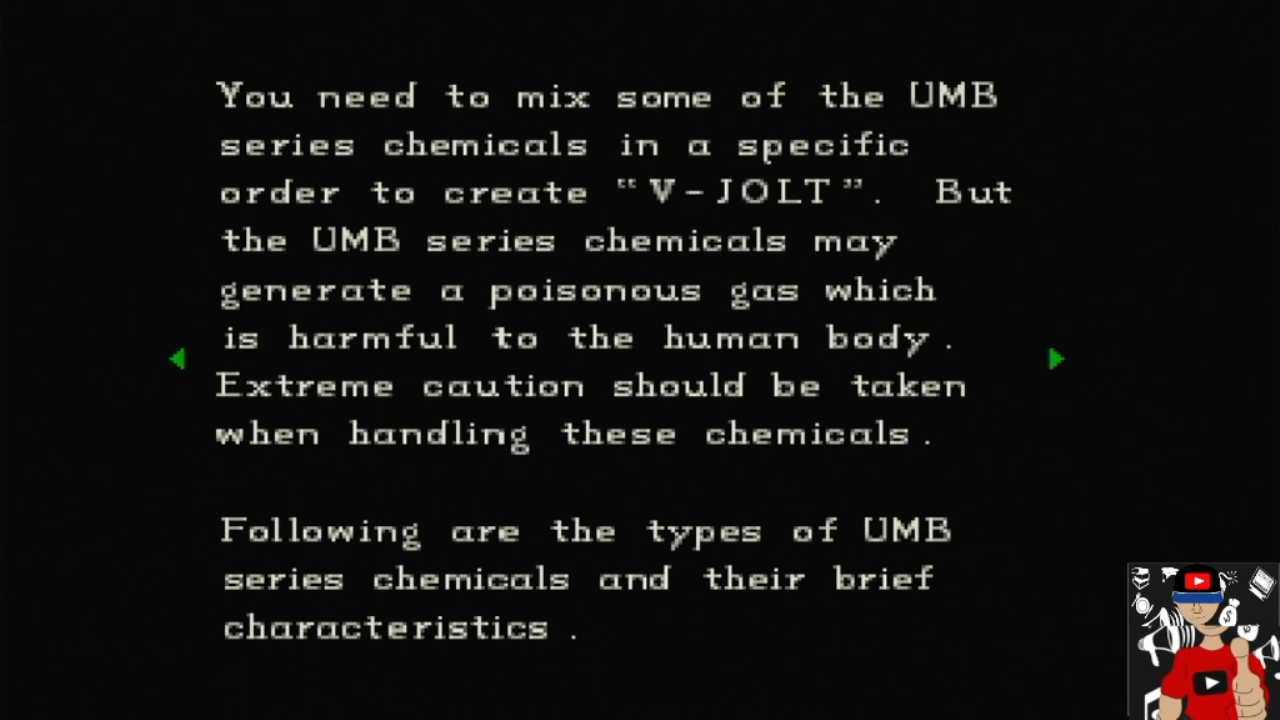 You need to mix some of the UMB
series chemicals in a specific
order to create “V-JOLT”. But
the UMB series chemicals may
generate a poisonous gas which
is harmful to the human body.
Extreme caution should be taken
when handling these chemicals.
Following are the types of UMB
series chemicals and their brief
characteristics.